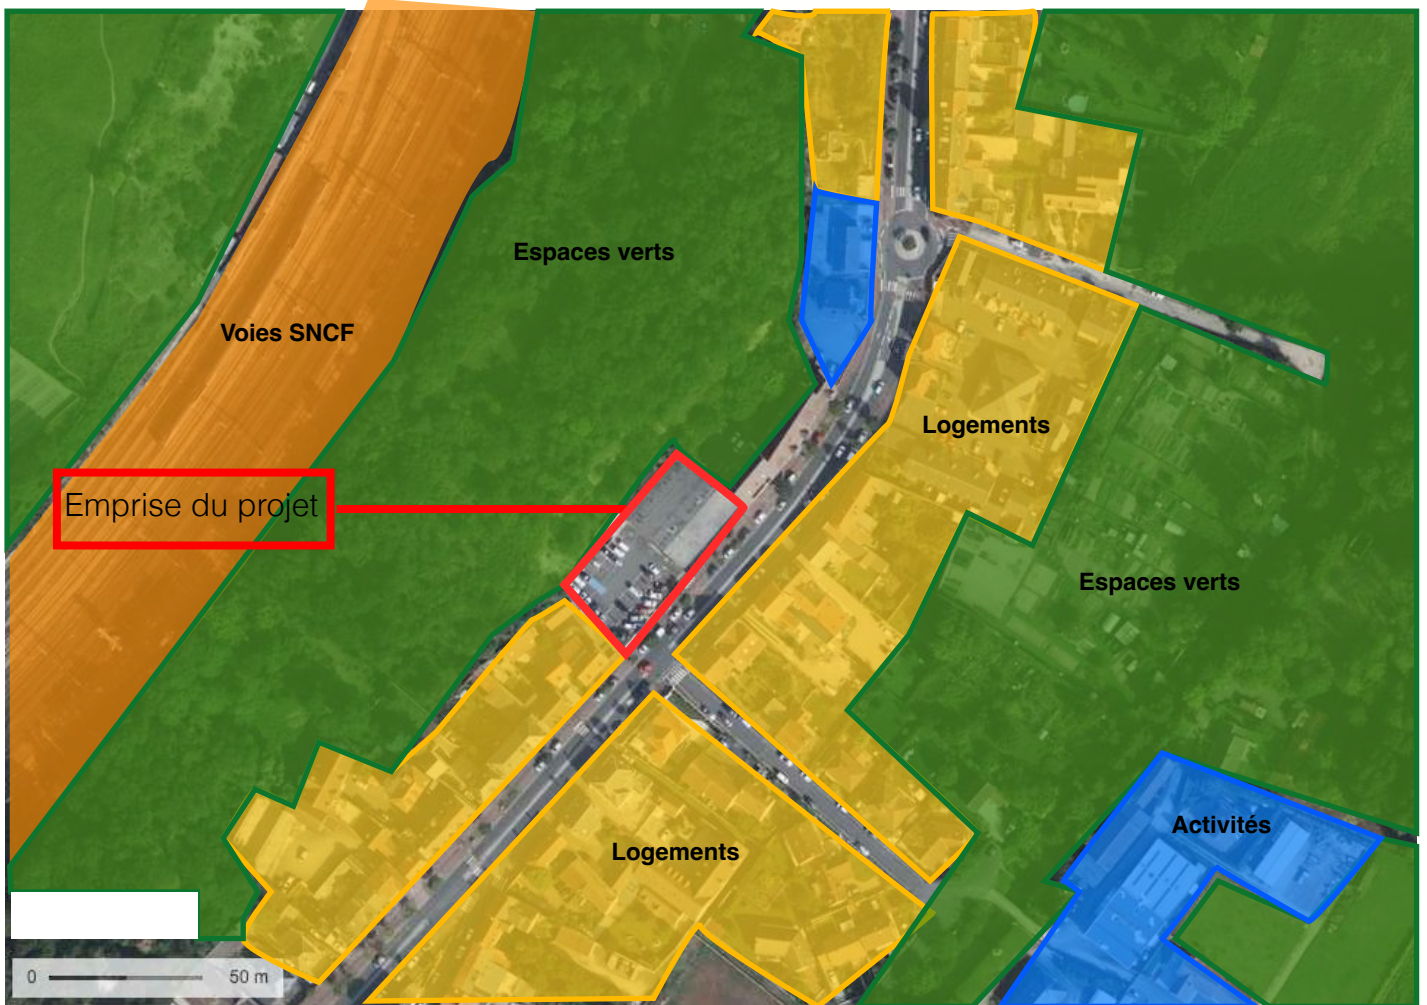 Espaces verts
Voies SNCF
Logements
Emprise du projet
Espaces verts
Activités
Logements
0 50 m